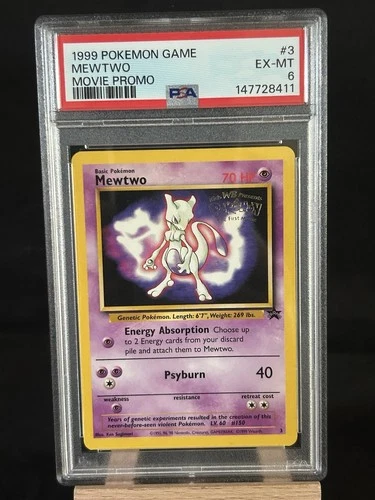 1999 POKEMON GAME #3
MEWTWO EX-MT
MOVIE PROMO 6
PSA 147728411
Basic Pokémon
Mewtwo 70 HP
Genetic Pokémon. Length: 6'7", Weight: 269 lbs.
Energy Absorption Choose up
to 2 Energy cards from your discard
pile and attach them to Mewtwo.
Psyburn 40
weakness resistance retreat cost
Years of genetic experiments resulted in the creation of this
never-before-seen violent Pokémon. LV. 60 #150
3